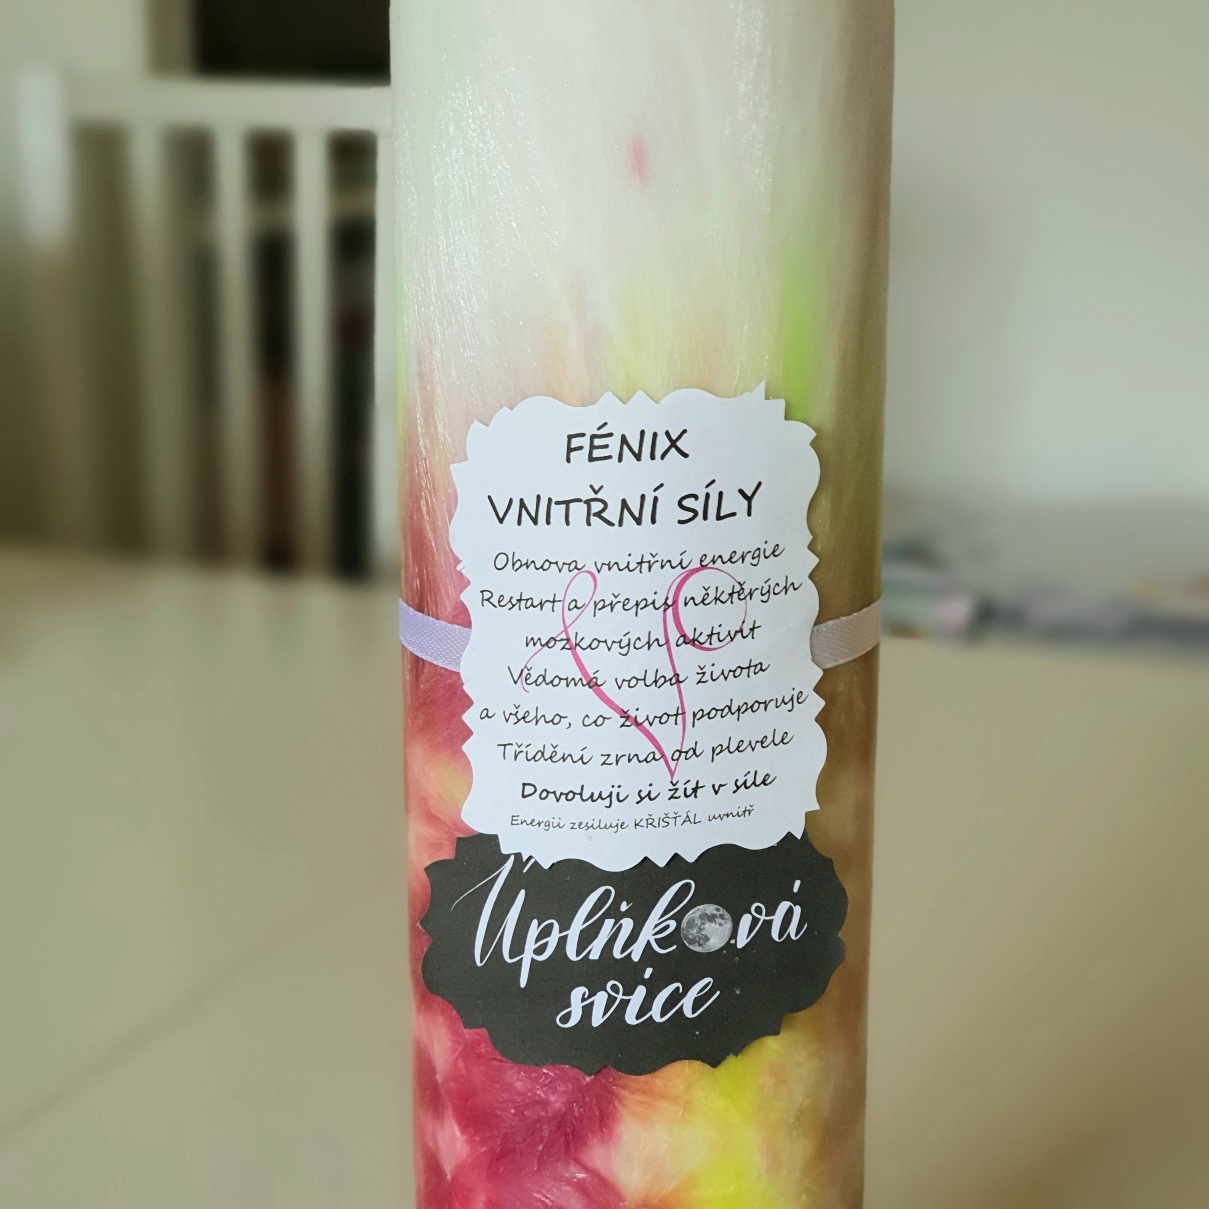 FÉNIX
VNITŘNÍ SÍLY
Obnova vnitřní energie
Restart a přepis některých
mozkových aktivit
Vědomá volba života
a všeho, co život podporuje
Třídění zrna od plevele
Dovoluji si žít v síle
Energii zesiluje KŘIŠŤÁL uvnitř
Úplňková
svíce